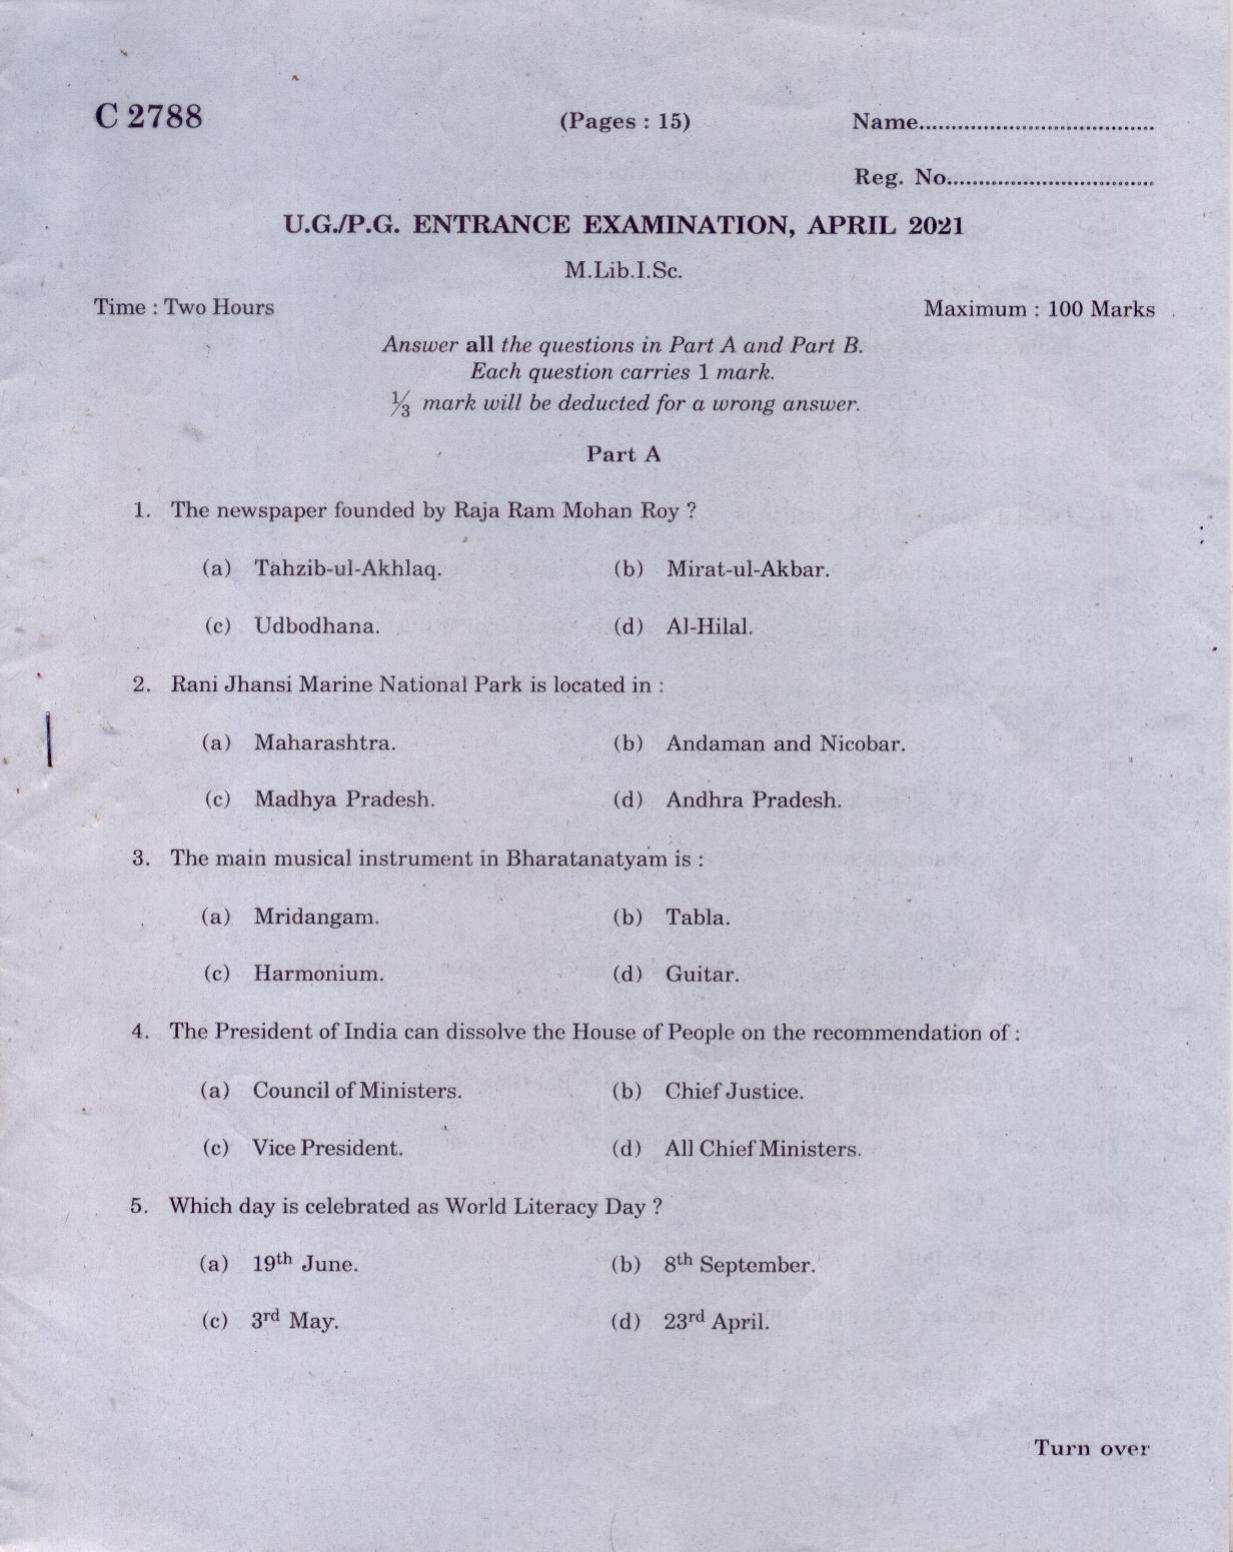 C 2788
(Pages : 15)
Name....................................
Reg. No................................
U.G./P.G. ENTRANCE EXAMINATION, APRIL 2021
M.Lib.I.Sc.
Time : Two Hours
Maximum : 100 Marks
Answer all the questions in Part A and Part B.
Each question carries 1 mark.
⅓ mark will be deducted for a wrong answer.
Part A
1. The newspaper founded by Raja Ram Mohan Roy ?
(a) Tahzib-ul-Akhlaq. (b) Mirat-ul-Akbar.
(c) Udbodhana. (d) Al-Hilal.
2. Rani Jhansi Marine National Park is located in :
(a) Maharashtra. (b) Andaman and Nicobar.
(c) Madhya Pradesh. (d) Andhra Pradesh.
3. The main musical instrument in Bharatanatyam is :
(a) Mridangam. (b) Tabla.
(c) Harmonium. (d) Guitar.
4. The President of India can dissolve the House of People on the recommendation of :
(a) Council of Ministers. (b) Chief Justice.
(c) Vice President. (d) All Chief Ministers.
5. Which day is celebrated as World Literacy Day ?
(a) 19th June. (b) 8th September.
(c) 3rd May. (d) 23rd April.
Turn over